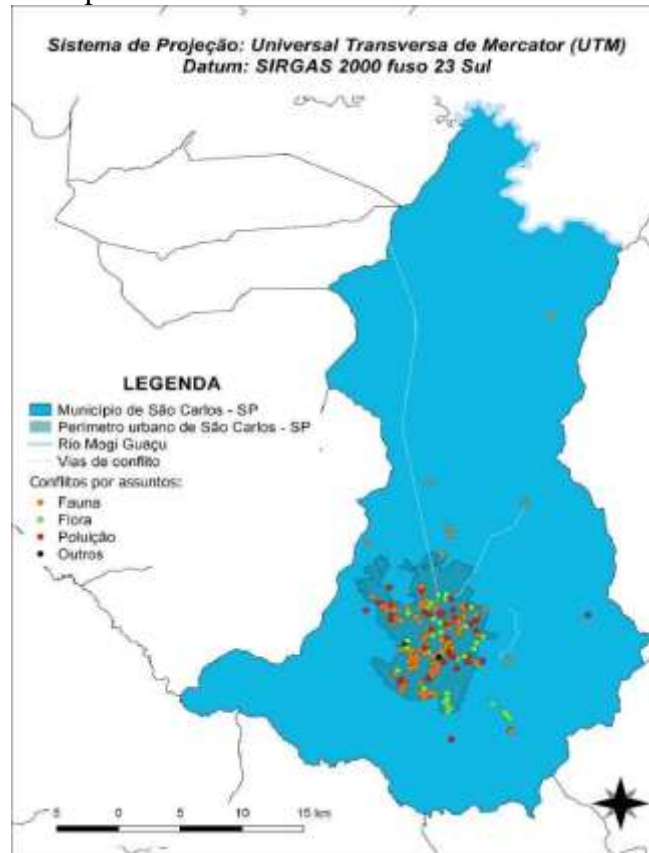 Sistema de Projeção: Universal Transversa de Mercator (UTM)
Datum: SIRGAS 2000 fuso 23 Sul
LEGENDA
Município de São Carlos - SP
Perímetro urbano de São Carlos - SP
Rio Mogi Guaçu
Vias de conflito
Conflitos por assuntos:
Fauna
Flora
Poluição
Outros
5 0 5 10 15 km